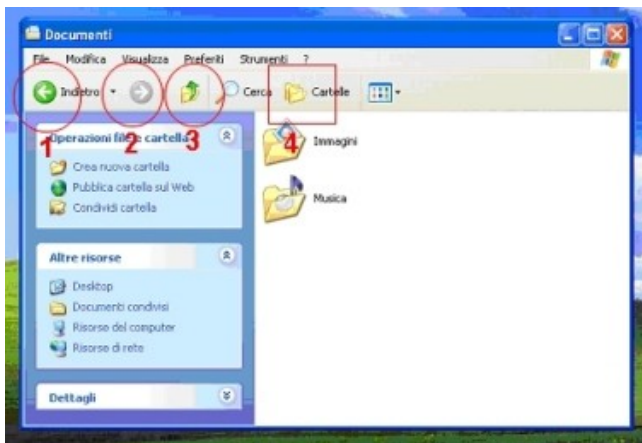 Documenti
File Modifica Visualizza Preferiti Strumenti ?
Indietro Cerca Cartelle
1 2 3 4
Operazioni file e cartella
Crea nuova cartella
Pubblica cartella sul Web
Condividi cartella
Altre risorse
Desktop
Documenti condivisi
Risorse del computer
Risorse di rete
Dettagli
Immagini
Musica